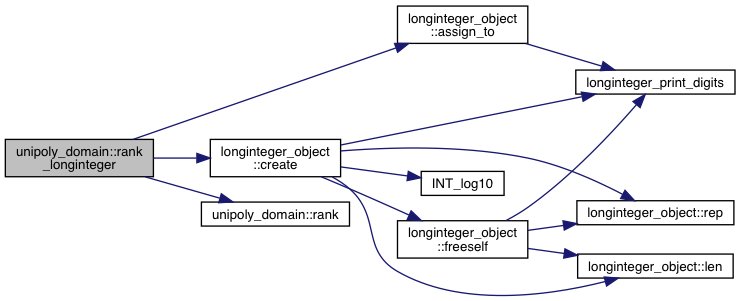 unipoly_domain::rank
_longinteger
longinteger_object
::assign_to
longinteger_object
::create
unipoly_domain::rank
INT_log10
longinteger_object
::freeself
longinteger_print_digits
longinteger_object::rep
longinteger_object::len